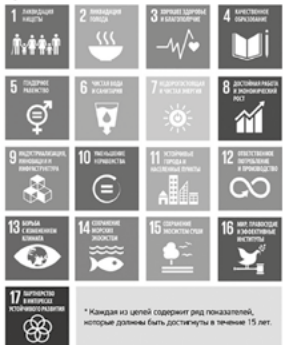 1 ЛИКВИДАЦИЯ
НИЩЕТЫ
2 ЛИКВИДАЦИЯ
ГОЛОДА
3 ХОРОШЕЕ ЗДОРОВЬЕ
И БЛАГОПОЛУЧИЕ
4 КАЧЕСТВЕННОЕ
ОБРАЗОВАНИЕ
5 ГЕНДЕРНОЕ
РАВЕНСТВО
6 ЧИСТАЯ ВОДА
И САНИТАРИЯ
7 НЕДОРОГОСТОЯЩАЯ
И ЧИСТАЯ ЭНЕРГИЯ
8 ДОСТОЙНАЯ РАБОТА
И ЭКОНОМИЧЕСКИЙ
РОСТ
9 ИНДУСТРИАЛИЗАЦИЯ,
ИННОВАЦИИ И
ИНФРАСТРУКТУРА
10 УМЕНЬШЕНИЕ
НЕРАВЕНСТВА
11 УСТОЙЧИВЫЕ
ГОРОДА И
НАСЕЛЕННЫЕ ПУНКТЫ
12 ОТВЕТСТВЕННОЕ
ПОТРЕБЛЕНИЕ
И ПРОИЗВОДСТВО
13 БОРЬБА
С ИЗМЕНЕНИЕМ
КЛИМАТА
14 СОХРАНЕНИЕ
МОРСКИХ
ЭКОСИСТЕМ
15 СОХРАНЕНИЕ
ЭКОСИСТЕМ СУШИ
16 МИР, ПРАВОСУДИЕ
И ЭФФЕКТИВНЫЕ
ИНСТИТУТЫ
17 ПАРТНЕРСТВО
В ИНТЕРЕСАХ
УСТОЙЧИВОГО РАЗВИТИЯ
* Каждая из целей содержит ряд показателей,
которые должны быть достигнуты в течение 15 лет.